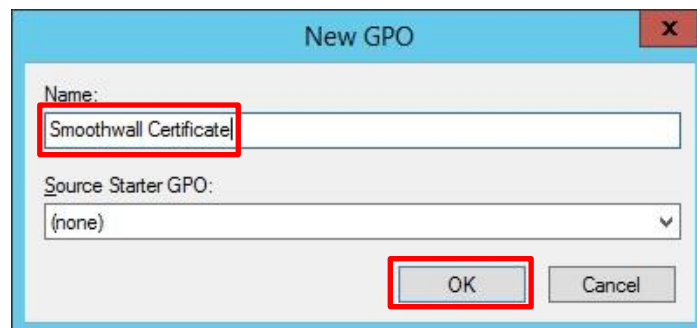 New GPO
x
Name:
Smoothwall Certificate
Source Starter GPO:
(none)
OK Cancel